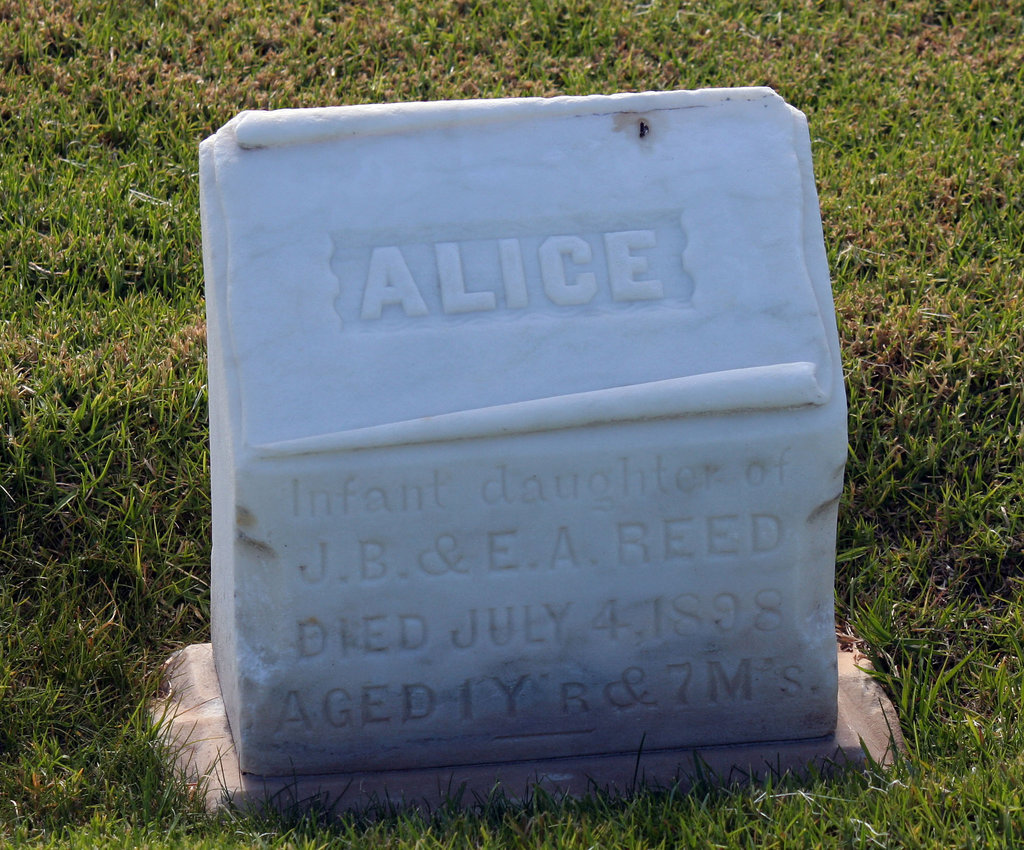 ALICE
Infant daughter of
J.B. & E.A. REED
DIED JULY 4, 1898
AGED 1 Y'R & 7 M's.